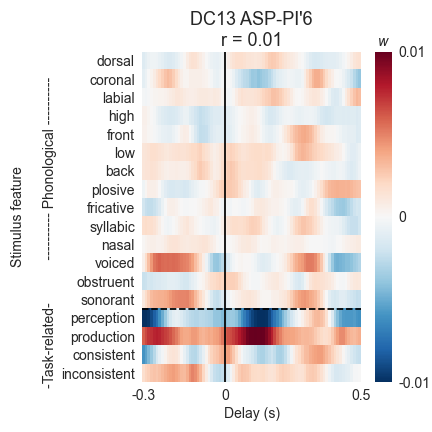 DC13 ASP-PI'6
r = 0.01
w
dorsal
coronal
labial
high
front
low
back
plosive
fricative
syllabic
nasal
voiced
obstruent
sonorant
perception
production
consistent
inconsistent
Stimulus feature
-Task-related- ---------- Phonological ----------
0.01
0
-0.01
-0.3 0 0.5
Delay (s)